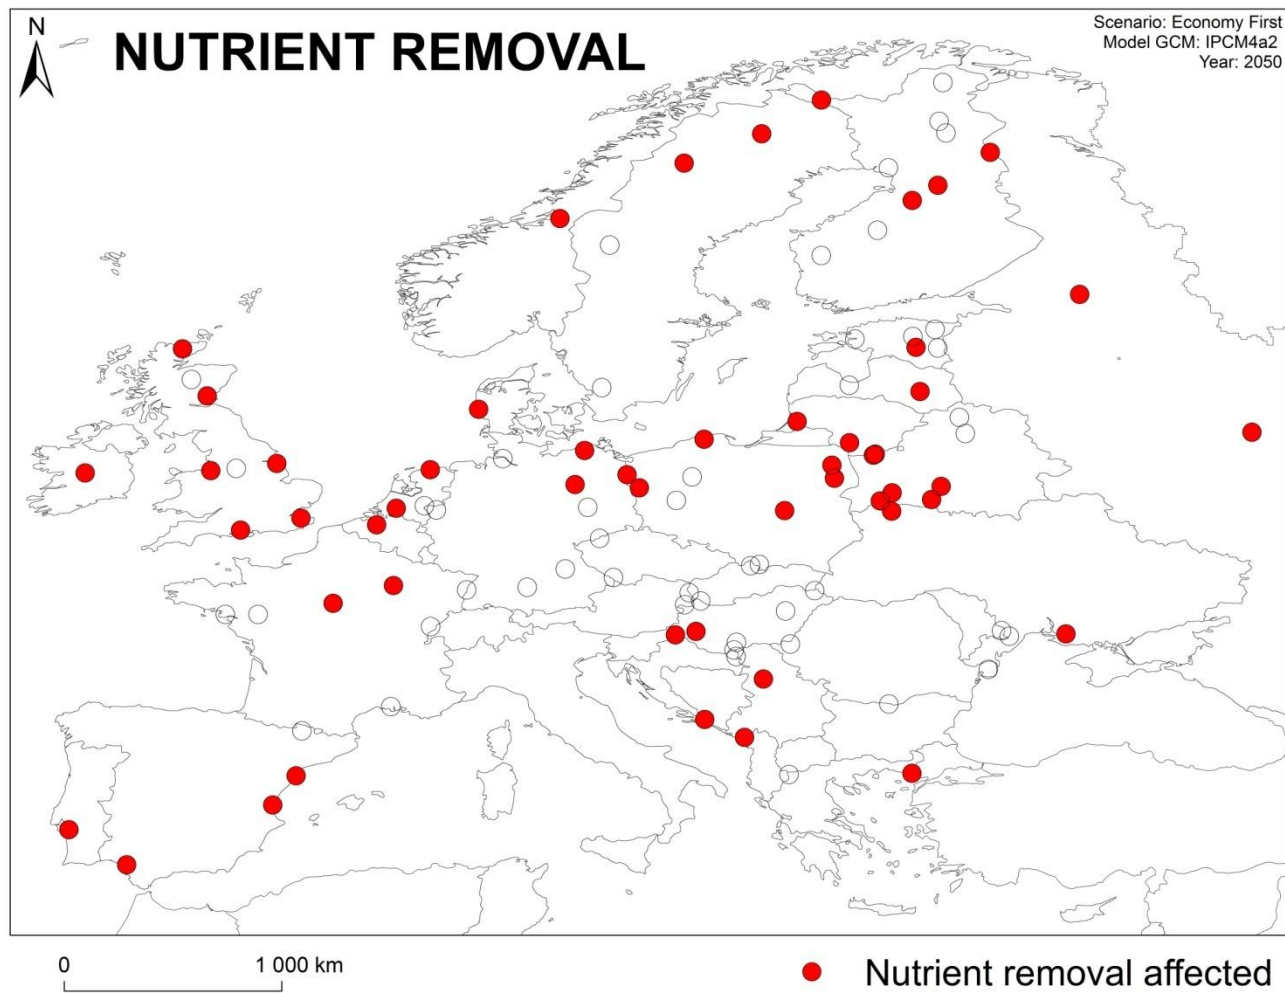 N
NUTRIENT REMOVAL
Scenario: Economy First
Model GCM: IPCM4a2
Year: 2050
0 1 000 km
Nutrient removal affected